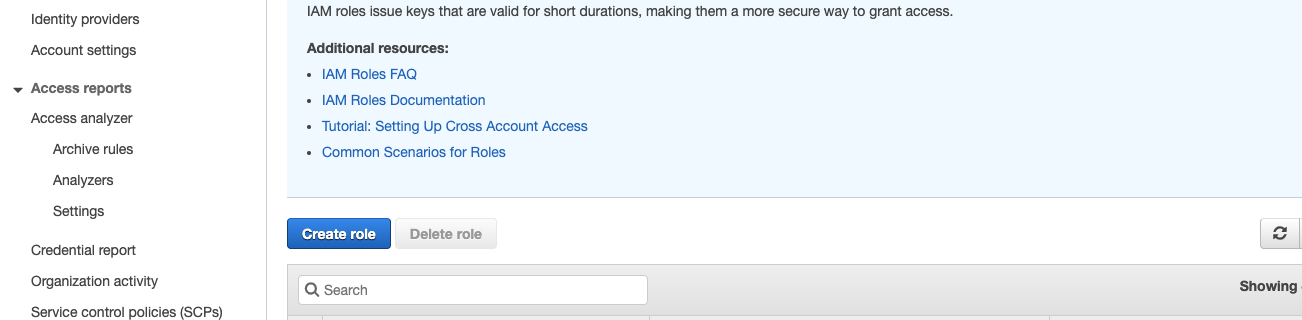 Identity providers
Account settings
Access reports
Access analyzer
Archive rules
Analyzers
Settings
Credential report
Organization activity
Service control policies (SCPs)
IAM roles issue keys that are valid for short durations, making them a more secure way to grant access.
Additional resources:
IAM Roles FAQ
IAM Roles Documentation
Tutorial: Setting Up Cross Account Access
Common Scenarios for Roles
Create role
Delete role
Search
Showing